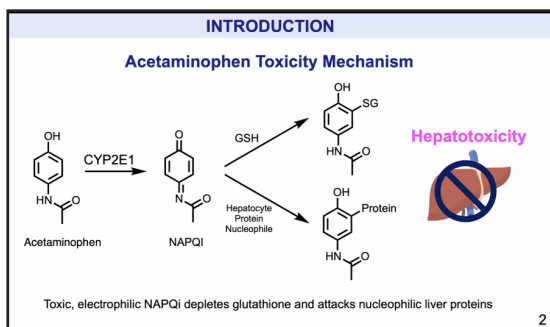 INTRODUCTION
Acetaminophen Toxicity Mechanism
OH
HN
O
Acetaminophen
CYP2E1
O
N
O
NAPQI
GSH
Hepatocyte
Protein
Nucleophile
OH
SG
HN
O
OH
Protein
HN
O
Hepatotoxicity
Toxic, electrophilic NAPQi depletes glutathione and attacks nucleophilic liver proteins
2